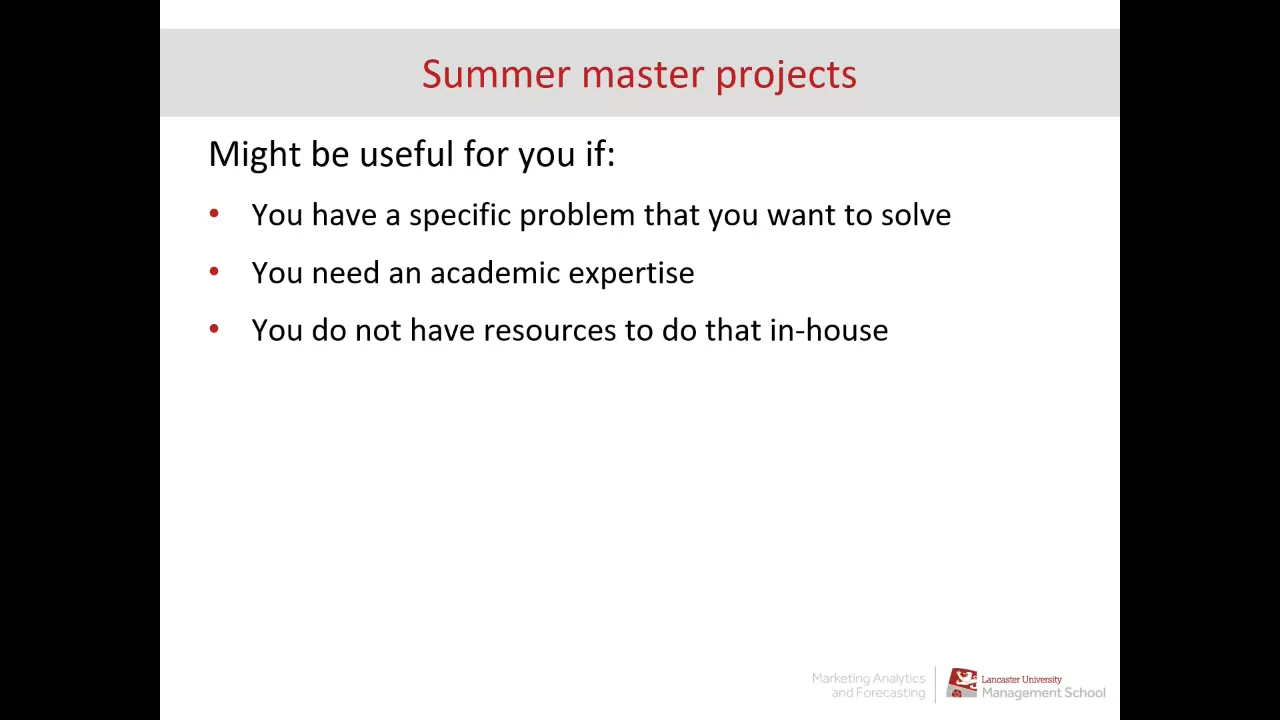 Summer master projects
Might be useful for you if:
• You have a specific problem that you want to solve
• You need an academic expertise
• You do not have resources to do that in-house
Marketing Analytics
and Forecasting
Lancaster University
Management School